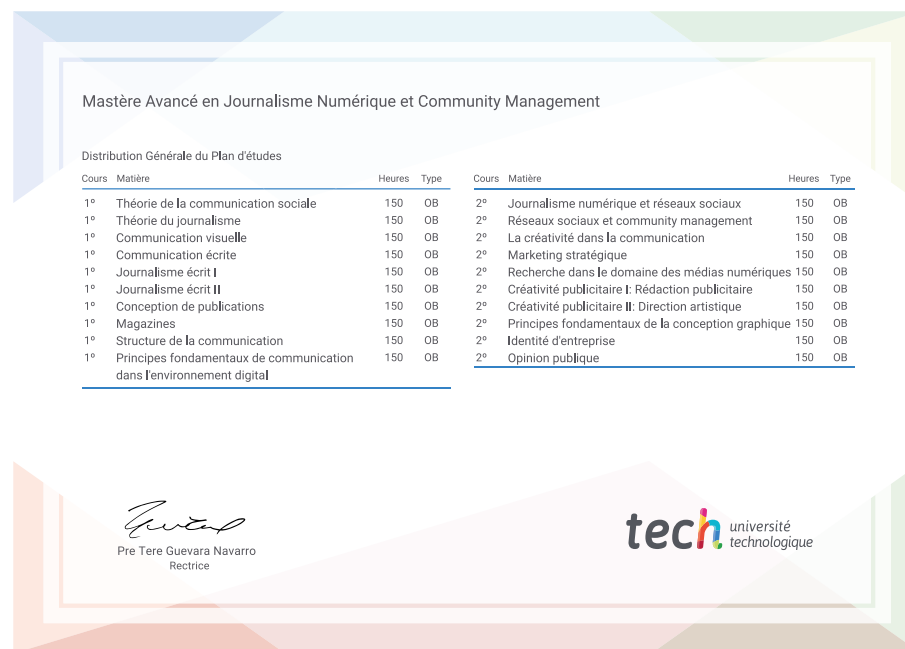 Mastère Avancé en Journalisme Numérique et Community Management
Distribution Générale du Plan d'études
Cours Matière Heures Type
1º Théorie de la communication sociale 150 OB
1º Théorie du journalisme 150 OB
1º Communication visuelle 150 OB
1º Communication écrite 150 OB
1º Journalisme écrit I 150 OB
1º Journalisme écrit II 150 OB
1º Conception de publications 150 OB
1º Magazines 150 OB
1º Structure de la communication 150 OB
1º Principes fondamentaux de communication 150 OB
dans l'environnement digital
Cours Matière Heures Type
2º Journalisme numérique et réseaux sociaux 150 OB
2º Réseaux sociaux et community management 150 OB
2º La créativité dans la communication 150 OB
2º Marketing stratégique 150 OB
2º Recherche dans le domaine des médias numériques 150 OB
2º Créativité publicitaire I: Rédaction publicitaire 150 OB
2º Créativité publicitaire II: Direction artistique 150 OB
2º Principes fondamentaux de la conception graphique 150 OB
2º Identité d'entreprise 150 OB
2º Opinion publique 150 OB
Pre Tere Guevara Navarro
Rectrice
tech université
technologique